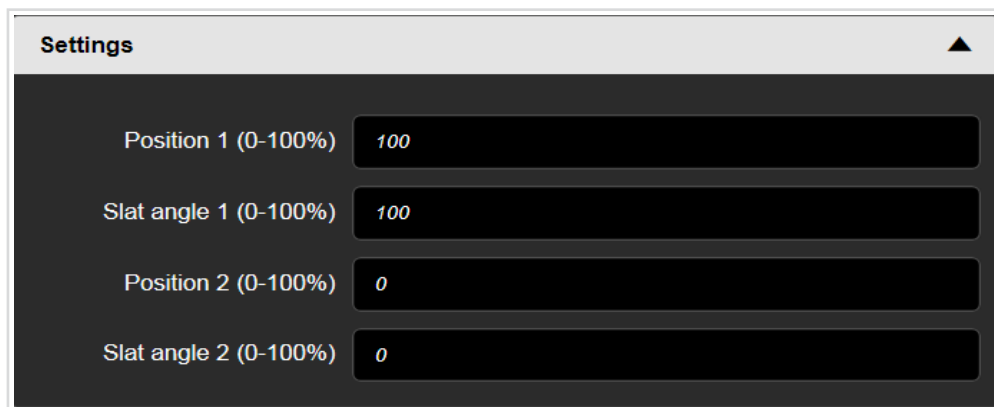 Settings
Position 1 (0-100%) 100
Slat angle 1 (0-100%) 100
Position 2 (0-100%) 0
Slat angle 2 (0-100%) 0